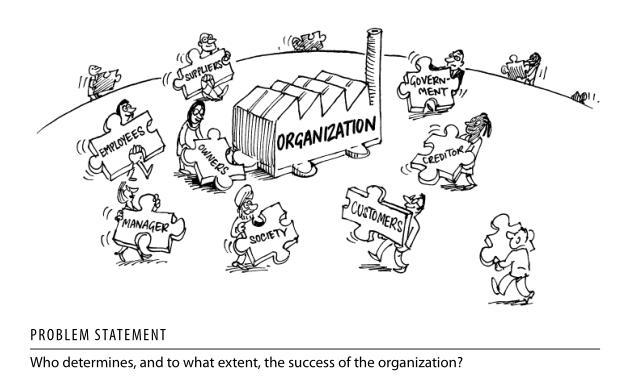 SUPPLIERS
GOVERN-
MENT
EMPLOYEES
OWNERS
ORGANIZATION
CREDITOR
MANAGER
SOCIETY
CUSTOMERS
PROBLEM STATEMENT
Who determines, and to what extent, the success of the organization?